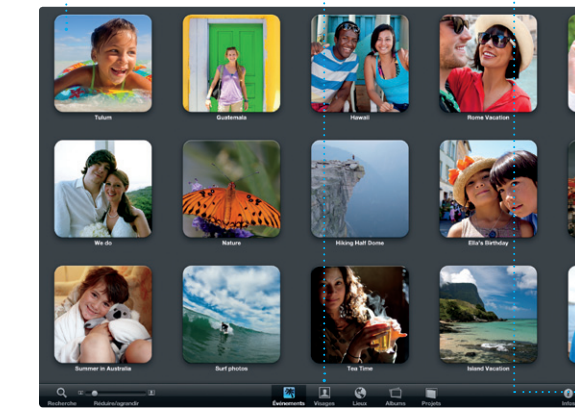 Tulum
Guatemala
Hawaii
Rome Vacation
We do
Nature
Hiking Half Dome
Ella's Birthday
Summer in Australia
Surf photos
Tea Time
Island Vacation
Recherche
Réduire/agrandir
Événements
Visages
Lieux
Albums
Projets
Infos